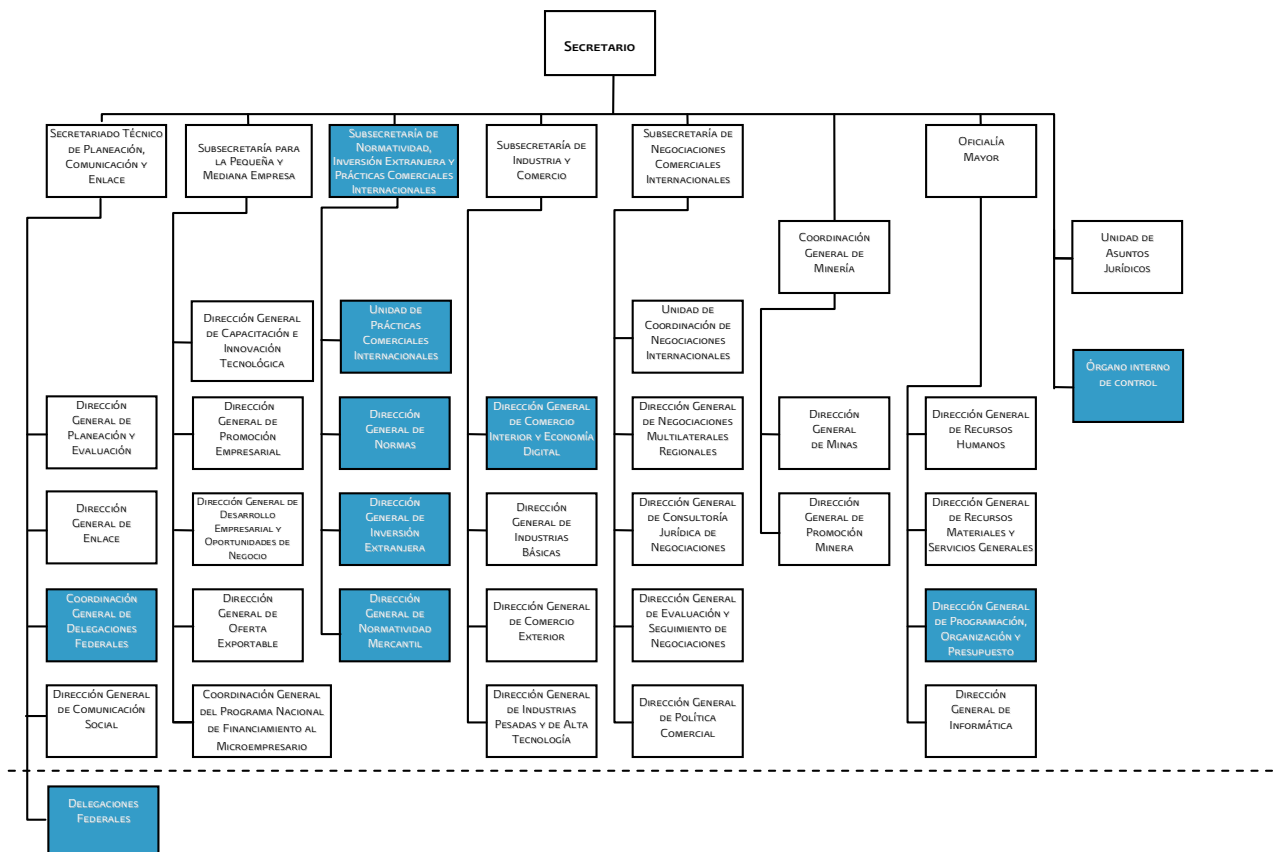 Secretario
Secretariado Técnico
de Planeación,
Comunicación y
Enlace
Subsecretaría para
la Pequeña y
Mediana Empresa
Subsecretaría de
Normatividad,
Inversión Extranjera y
Prácticas Comerciales
Internacionales
Subsecretaría de
Industria y
Comercio
Subsecretaría de
Negociaciones
Comerciales
Internacionales
Oficialía
Mayor
Coordinación
General de
Minería
Unidad de
Asuntos
Jurídicos
Dirección General
de Capacitación e
Innovación
Tecnológica
Unidad de
Prácticas
Comerciales
Internacionales
Unidad de
Coordinación de
Negociaciones
Internacionales
Órgano interno
de control
Dirección
General de
Planeación y
Evaluación
Dirección
General de
Promoción
Empresarial
Dirección
General de
Normas
Dirección General
de Comercio
Interior y Economía
Digital
Dirección General
de Negociaciones
Multilaterales
Regionales
Dirección
General
de Minas
Dirección General
de Recursos
Humanos
Dirección
General de
Enlace
Dirección General de
Desarrollo
Empresarial y
Oportunidades de
Negocio
Dirección
General de
Inversión
Extranjera
Dirección
General de
Industrias
Básicas
Dirección General
de Consultoría
Jurídica de
Negociaciones
Dirección
General de
Promoción
Minera
Dirección General
de Recursos
Materiales y
Servicios Generales
Coordinación
General de
Delegaciones
Federales
Dirección
General de
Oferta
Exportable
Dirección
General de
Normatividad
Mercantil
Dirección General
de Comercio
Exterior
Dirección General
de Evaluación y
Seguimiento de
Negociaciones
Dirección General
de Programación,
Organización y
Presupuesto
Dirección General
de Comunicación
Social
Coordinación General
del Programa Nacional
de Financiamiento al
Microempresario
Dirección General
de Industrias
Pesadas y de Alta
Tecnología
Dirección General
de Política
Comercial
Dirección
General de
Informática
Delegaciones
Federales